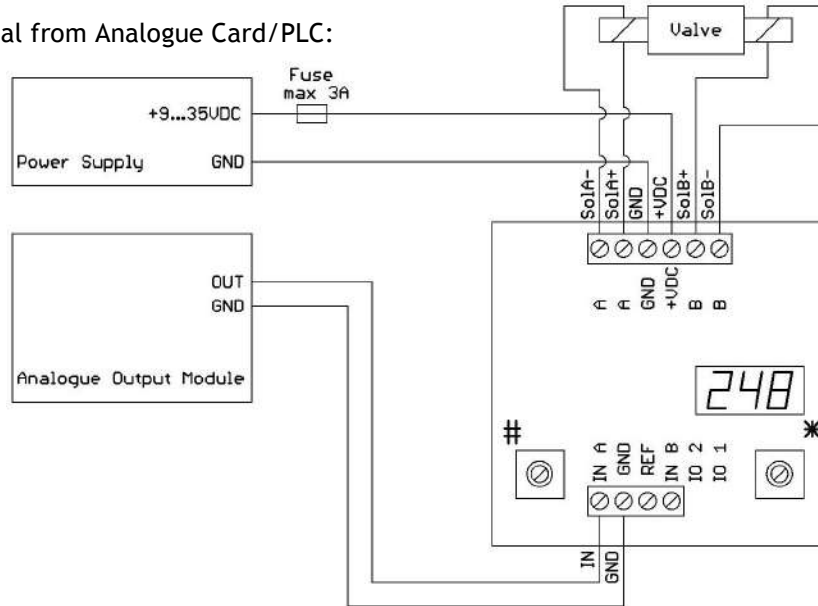 al from Analogue Card/PLC:
Valve
Fuse
max 3A
+9...35VDC
Power Supply
GND
SolA-
SolA+
GND
+VDC
SolB+
SolB-
A
A
GND
+VDC
B
B
OUT
GND
Analogue Output Module
248
#
*
IN A
GND
REF
IN B
IO 2
IO 1
IN
GND